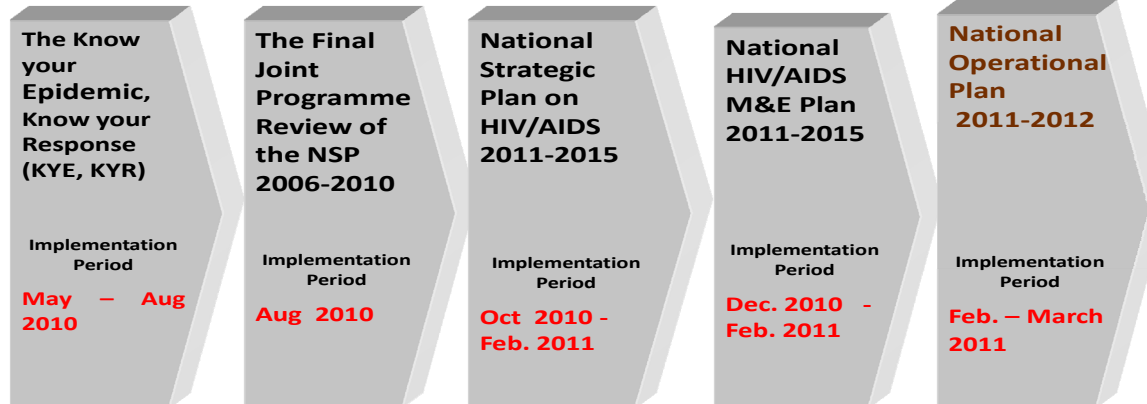 The Know
your
Epidemic,
Know your
Response
(KYE, KYR)
Implementation
Period
May – Aug
2010
The Final
Joint
Programme
Review of
the NSP
2006-2010
Implementation
Period
Aug 2010
National
Strategic
Plan on
HIV/AIDS
2011-2015
Implementation
Period
Oct 2010 -
Feb. 2011
National
HIV/AIDS
M&E Plan
2011-2015
Implementation
Period
Dec. 2010 -
Feb. 2011
National
Operational
Plan
2011-2012
Implementation
Period
Feb. – March
2011